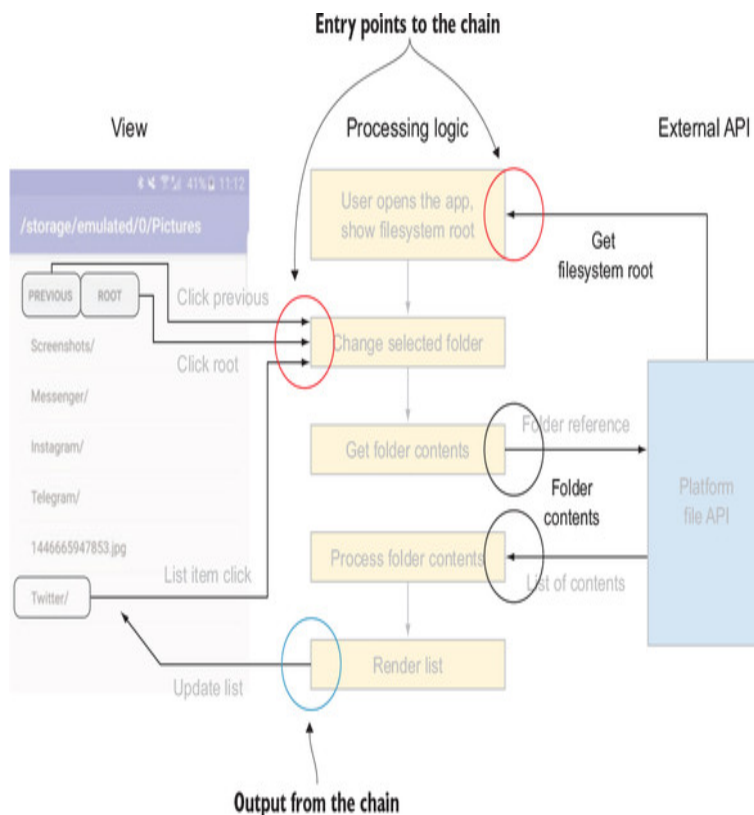 Entry points to the chain
View
Processing logic
External API
41% 11:12
/storage/emulated/0/Pictures
User opens the app,
show filesystem root
Get
filesystem root
PREVIOUS
ROOT
Click previous
Screenshots/
Change selected folder
Click root
Messenger/
Instagram/
Get folder contents
Folder reference
Telegram/
Folder
contents
Platform
file API
1446665947853.jpg
Process folder contents
List item click
List of contents
Twitter/
Render list
Update list
Output from the chain